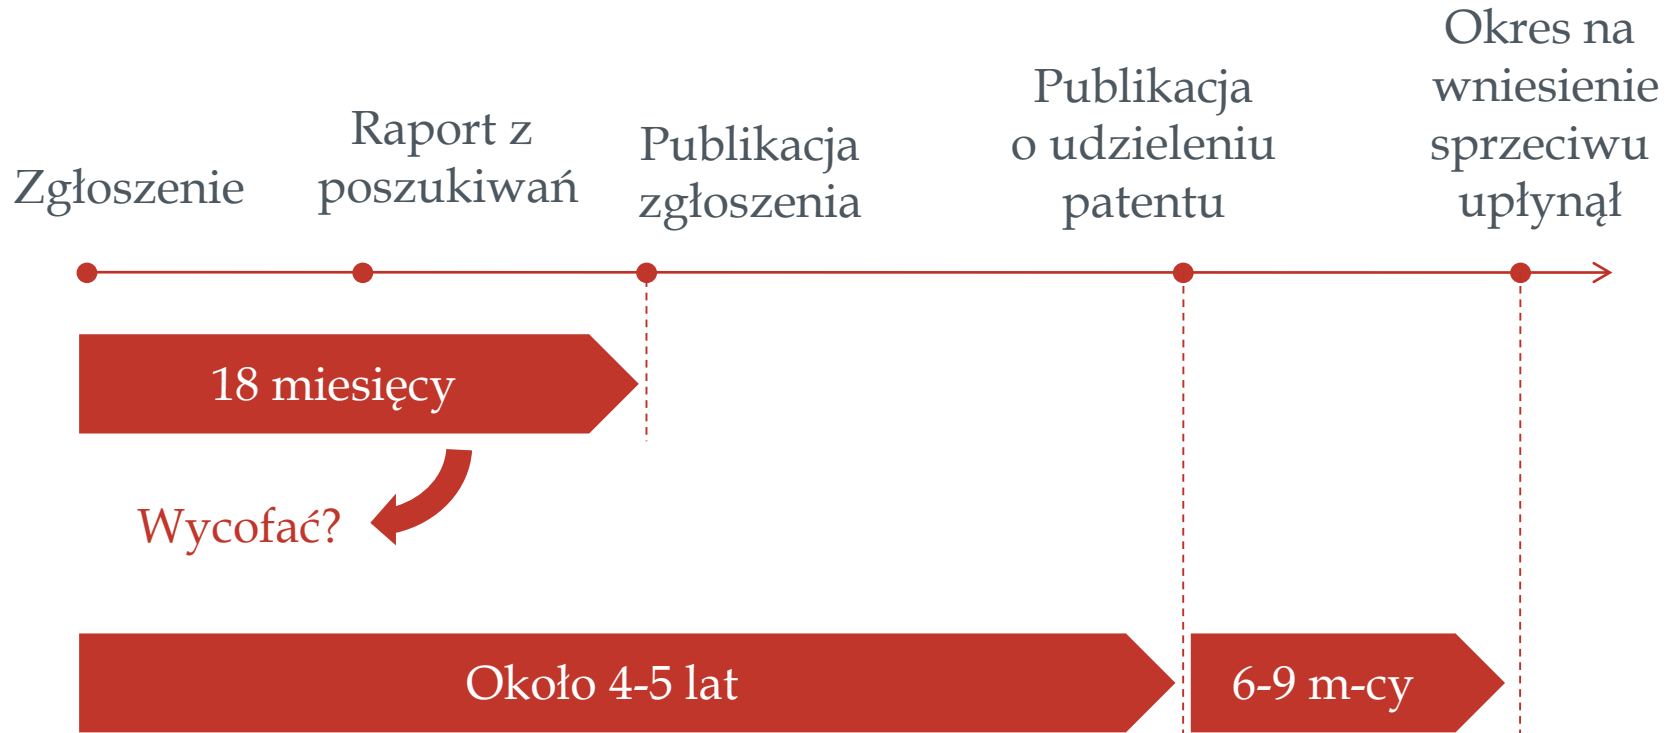 Zgłoszenie
Raport z
poszukiwań
Publikacja
zgłoszenia
Publikacja
o udzieleniu
patentu
Okres na
wniesienie
sprzeciwu
upłynął
18 miesięcy
Wycofać?
Około 4-5 lat
6-9 m-cy